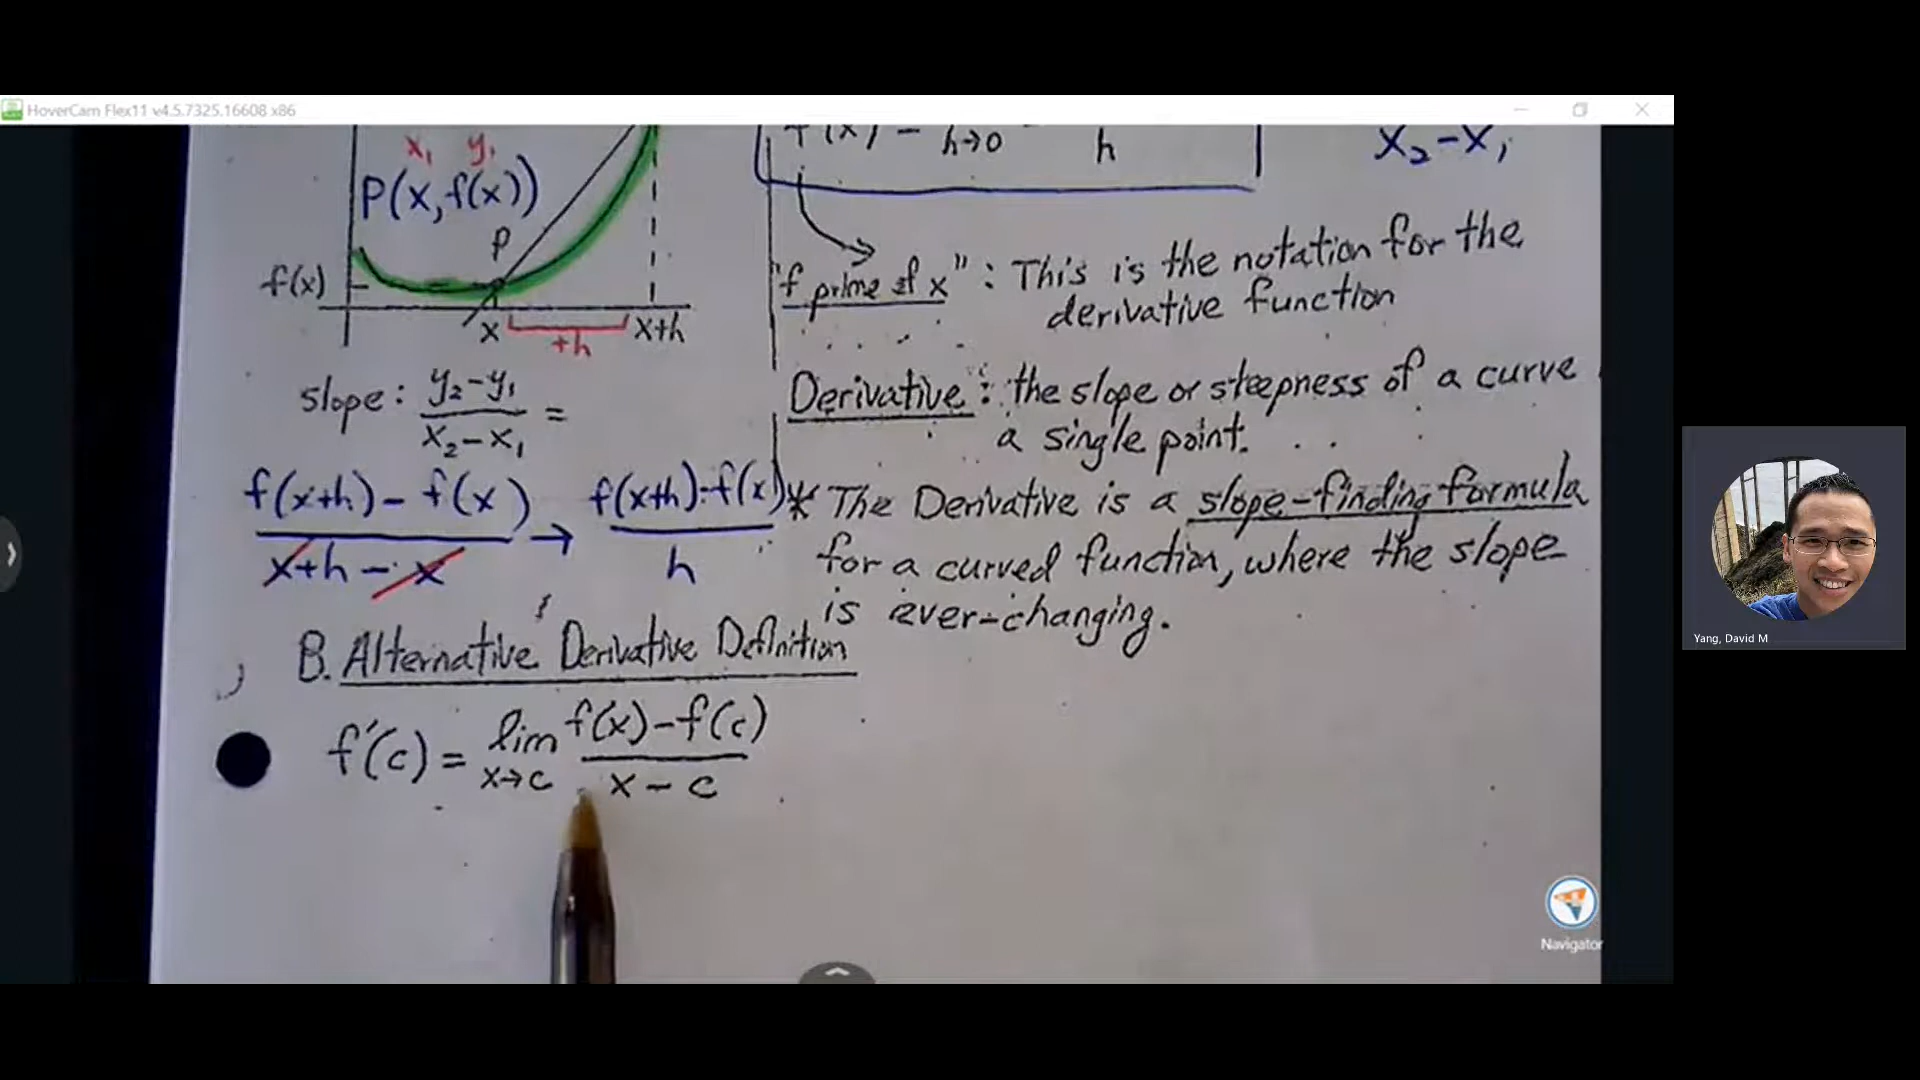 HoverCam Flex11 v4.5.7325.16608 x86
x₁ y₁
P(x, f(x))
P
f(x)
x
+h
x+h
slope: y₂-y₁ / x₂-x₁ =
f(x+h) - f(x) / x+h - x → f(x+h) - f(x) / h
f'(x) = h→0 h
x₂-x₁
"f prime of x" : This is the notation for the
derivative function
Derivative : the slope or steepness of a curve
a single point.
* The Derivative is a slope-finding formula
for a curved function, where the slope
is ever-changing.
B. Alternative Derivative Definition
f'(c) = lim x→c f(x)-f(c) / x - c
Navigator
Yang, David M